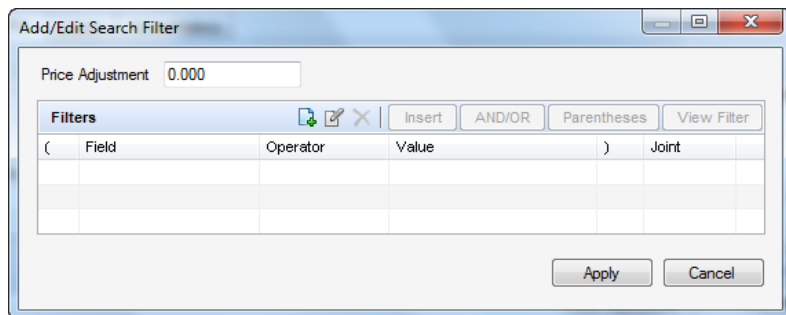 Add/Edit Search Filter
Price Adjustment 0.000
Filters Insert AND/OR Parentheses View Filter
( Field Operator Value ) Joint
Apply Cancel